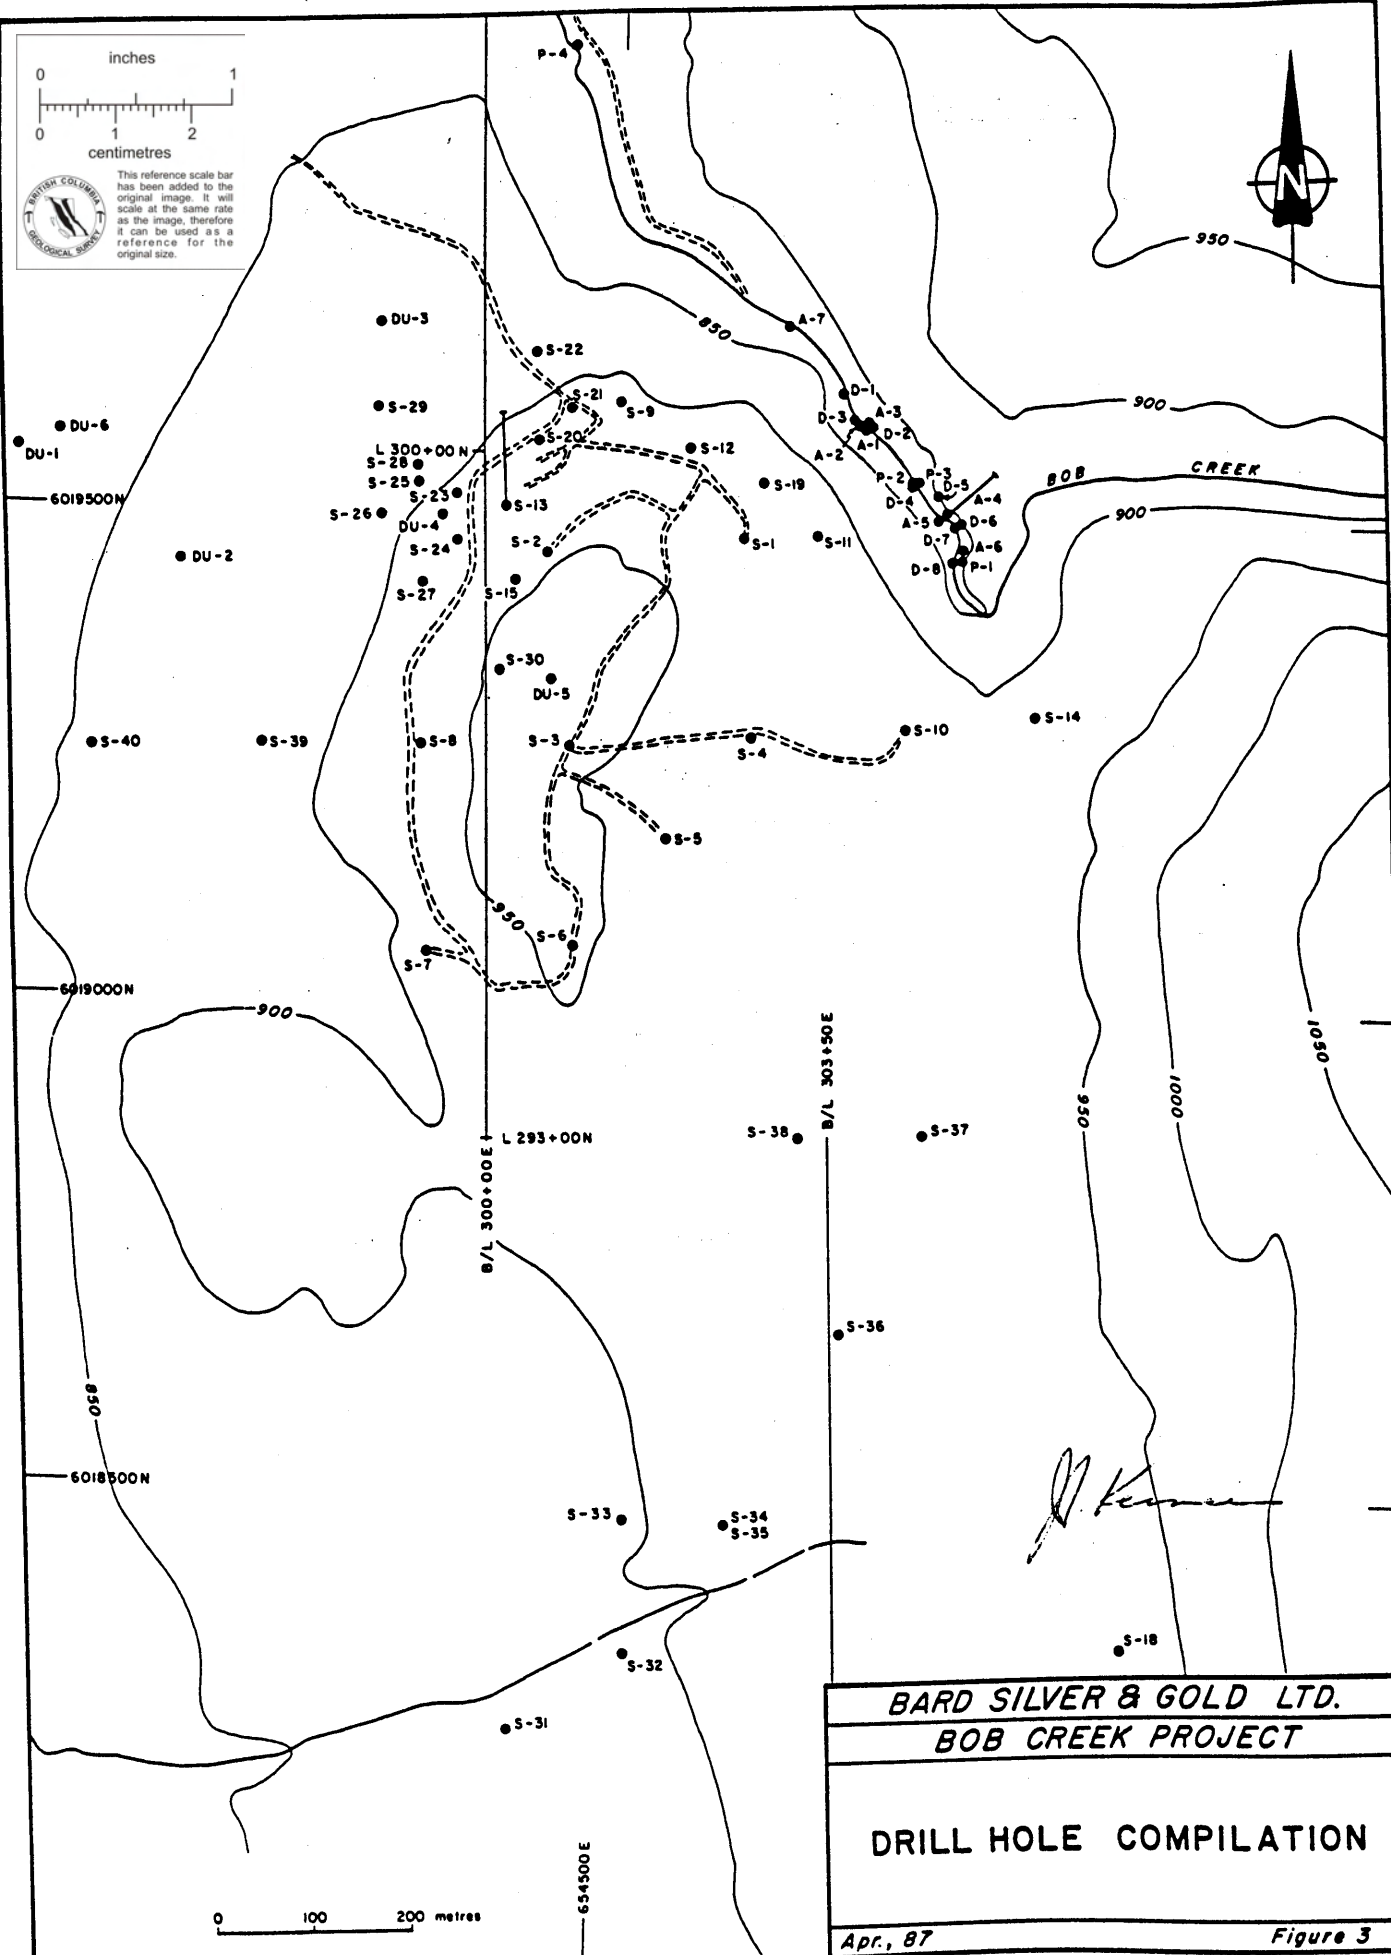 inches
0 1
0 1 2
centimetres
This reference scale bar
has been added to the
original image. It will
scale at the same rate
as the image, therefore
it can be used as a
reference for the
original size.
BRITISH COLUMBIA
GEOLOGICAL SURVEY
P-4
N
950
A-7
850
DU-3
S-22
D-1
S-21
S-29
S-9
900
D-3
A-3
D-2
A-1
A-2
DU-6
DU-1
L 300+00 N
S-20
S-12
S-28
S-25
S-19
P-2
P-3
D-5
D-4
BOB CREEK
6019500N
S-23
S-13
A-4
900
S-26
DU-4
A-5
D-6
D-7
S-24
S-2
S-1
S-11
A-6
DU-2
D-8
P-1
S-27
S-15
S-30
DU-5
S-14
S-40
S-39
S-8
S-3
S-4
S-10
S-5
950
S-6
S-7
6019000N
900
B/L 303+50 E
1050
950
1000
L 293+00N
S-38
S-37
B/L 300+00 E
S-36
850
6018500N
S-33
S-34
S-35
S-18
S-32
S-31
BARD SILVER & GOLD LTD.
BOB CREEK PROJECT
DRILL HOLE COMPILATION
654500 E
0 100 200 metres
Apr., 87
Figure 3